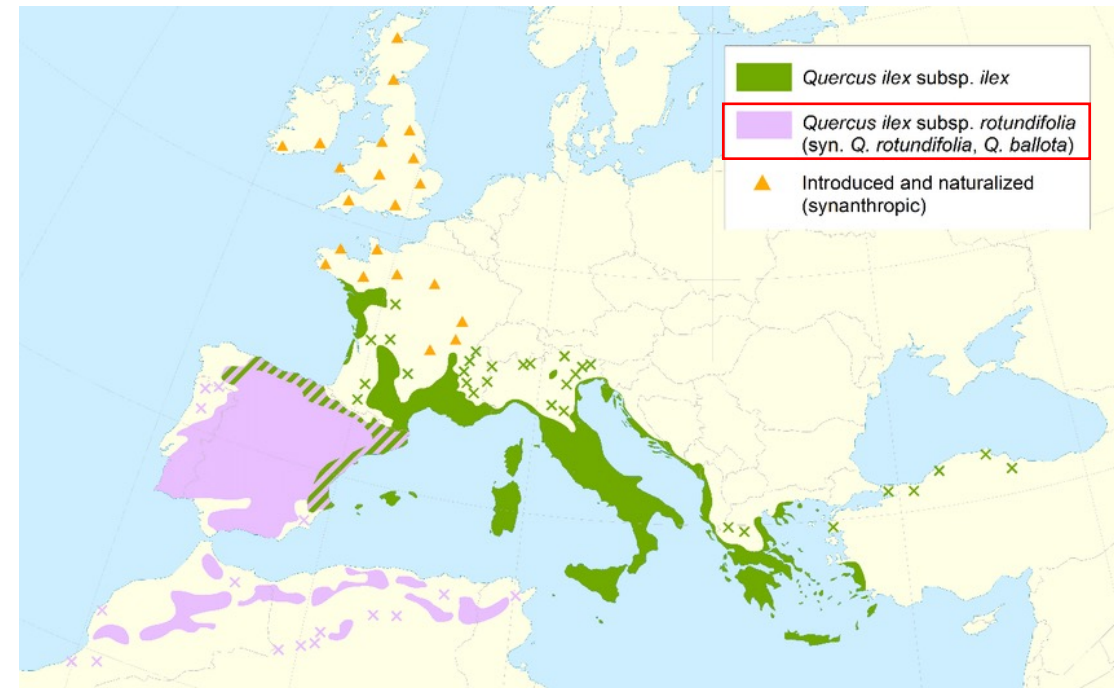 Quercus ilex subsp. ilex
Quercus ilex subsp. rotundifolia
(syn. Q. rotundifolia, Q. ballota)
Introduced and naturalized
(synanthropic)